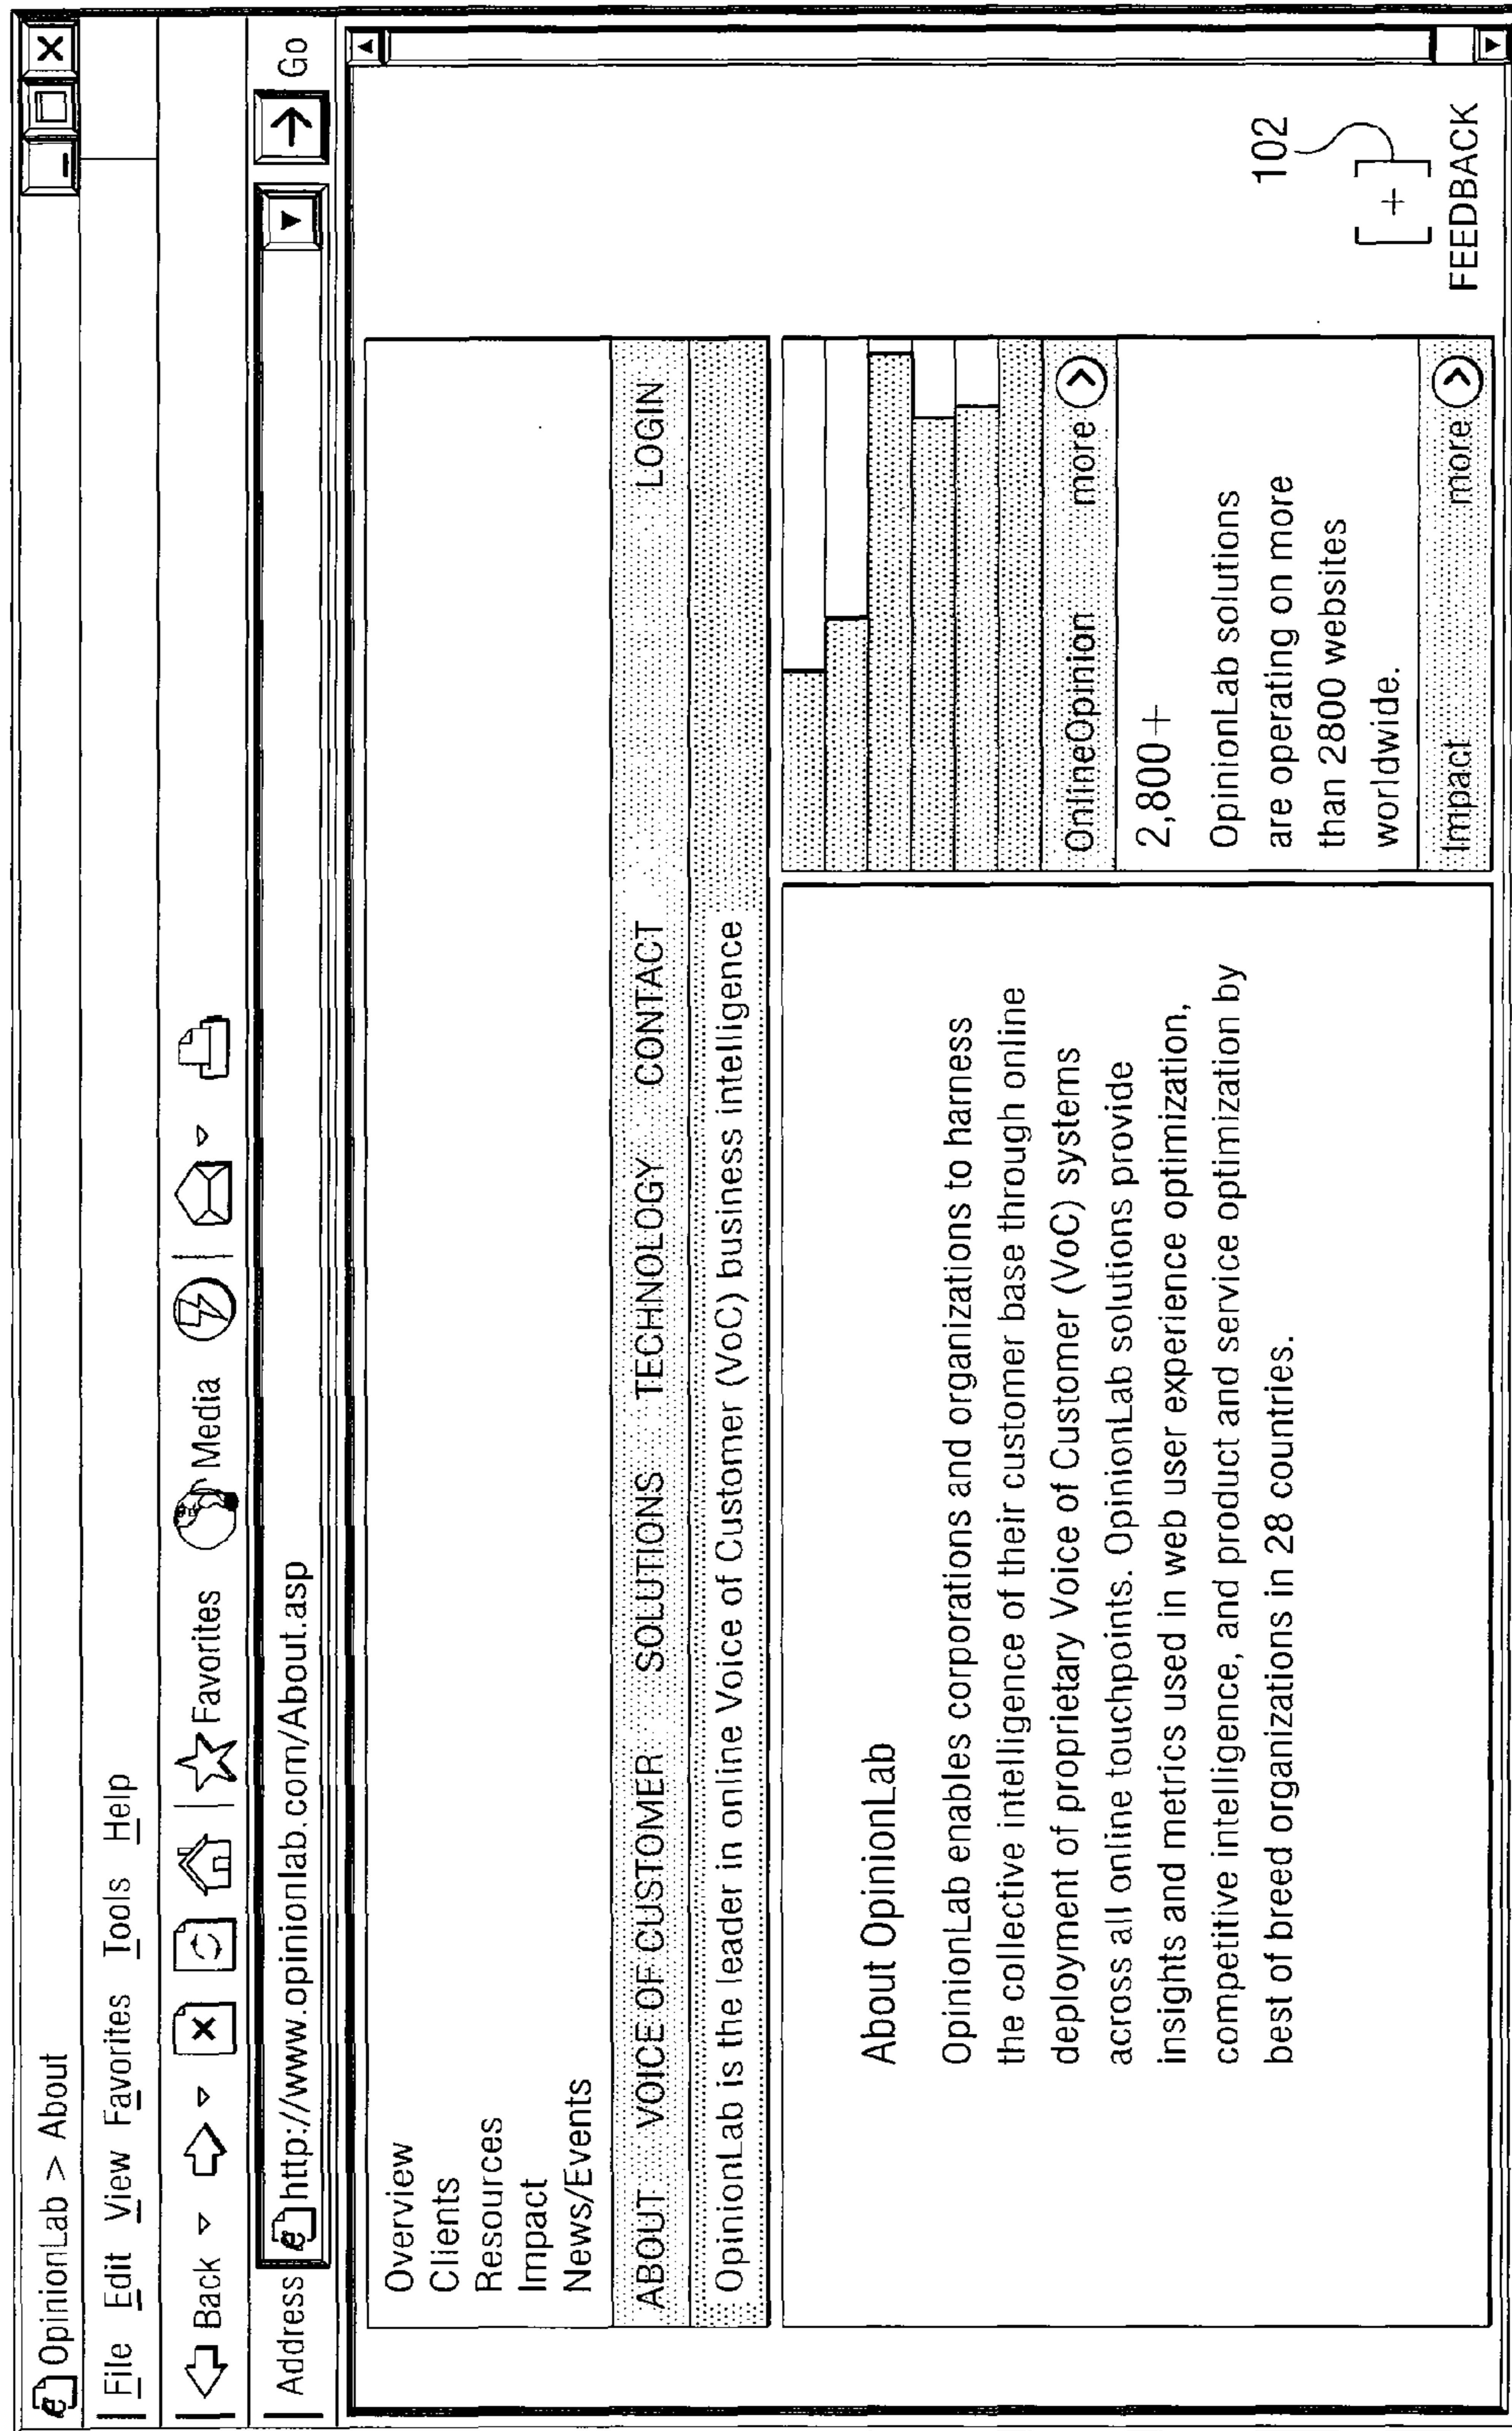 OpinionLab > About
File Edit View Favorites Tools Help
Back Favorites Media
Address http://www.opinionlab.com/About.asp Go
Overview
Clients
Resources
Impact
News/Events
ABOUT VOICE OF CUSTOMER SOLUTIONS TECHNOLOGY CONTACT LOGIN
OpinionLab is the leader in online Voice of Customer (VoC) business intelligence
About OpinionLab
OpinionLab enables corporations and organizations to harness
the collective intelligence of their customer base through online
deployment of proprietary Voice of Customer (VoC) systems
across all online touchpoints. OpinionLab solutions provide
insights and metrics used in web user experience optimization,
competitive intelligence, and product and service optimization by
best of breed organizations in 28 countries.
OnlineOpinion more
2,800+
OpinionLab solutions
are operating on more
than 2800 websites
worldwide.
Impact more
102
[+]
FEEDBACK